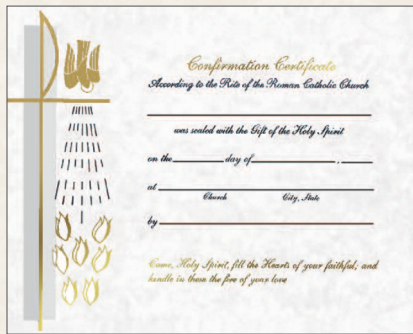 Confirmation Certificate
According to the Rite of the Roman Catholic Church
was sealed with the Gift of the Holy Spirit
on the day of ,
at
Church City, State
by
Come, Holy Spirit, fill the Hearts of your faithful; and
kindle in them the fire of your love